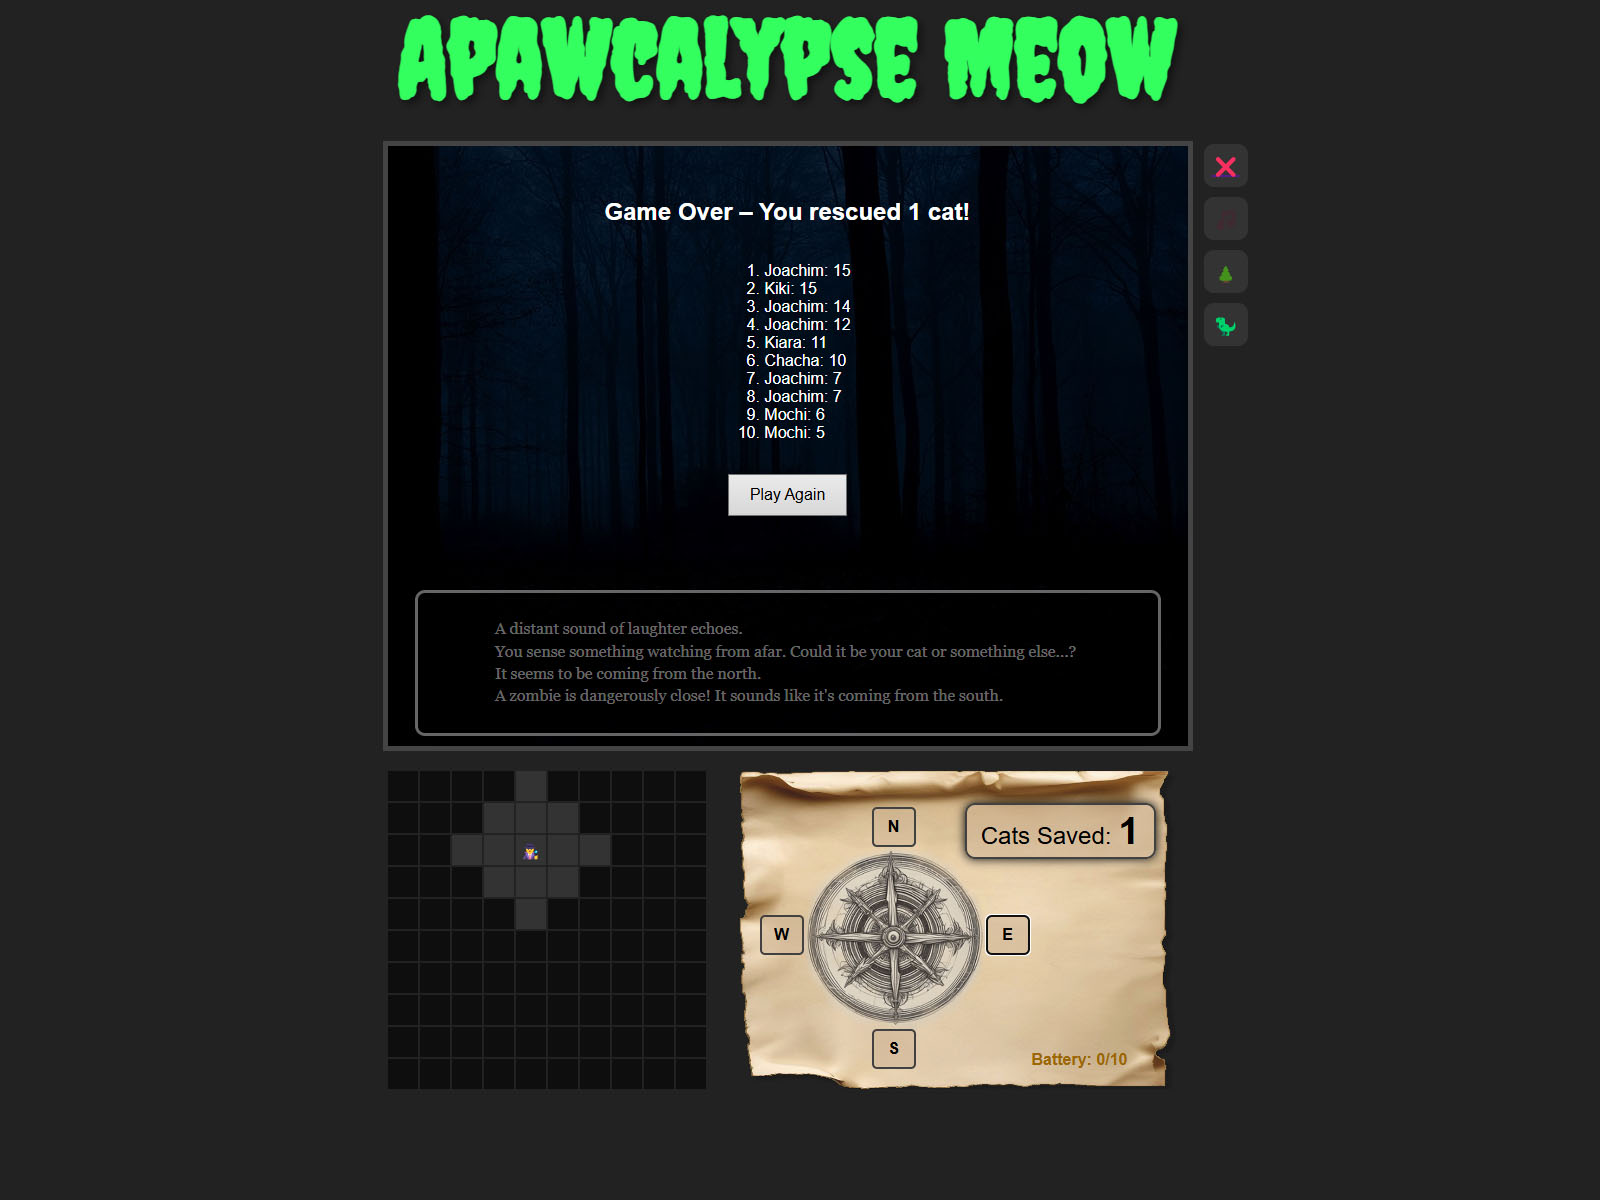 APAWCALYPSE MEOW
Game Over – You rescued 1 cat!
1. Joachim: 15
2. Kiki: 15
3. Joachim: 14
4. Joachim: 12
5. Kiara: 11
6. Chacha: 10
7. Joachim: 7
8. Joachim: 7
9. Mochi: 6
10. Mochi: 5
Play Again
A distant sound of laughter echoes.
You sense something watching from afar. Could it be your cat or something else...?
It seems to be coming from the north.
A zombie is dangerously close! It sounds like it's coming from the south.
N
Cats Saved: 1
W
E
S
Battery: 0/10